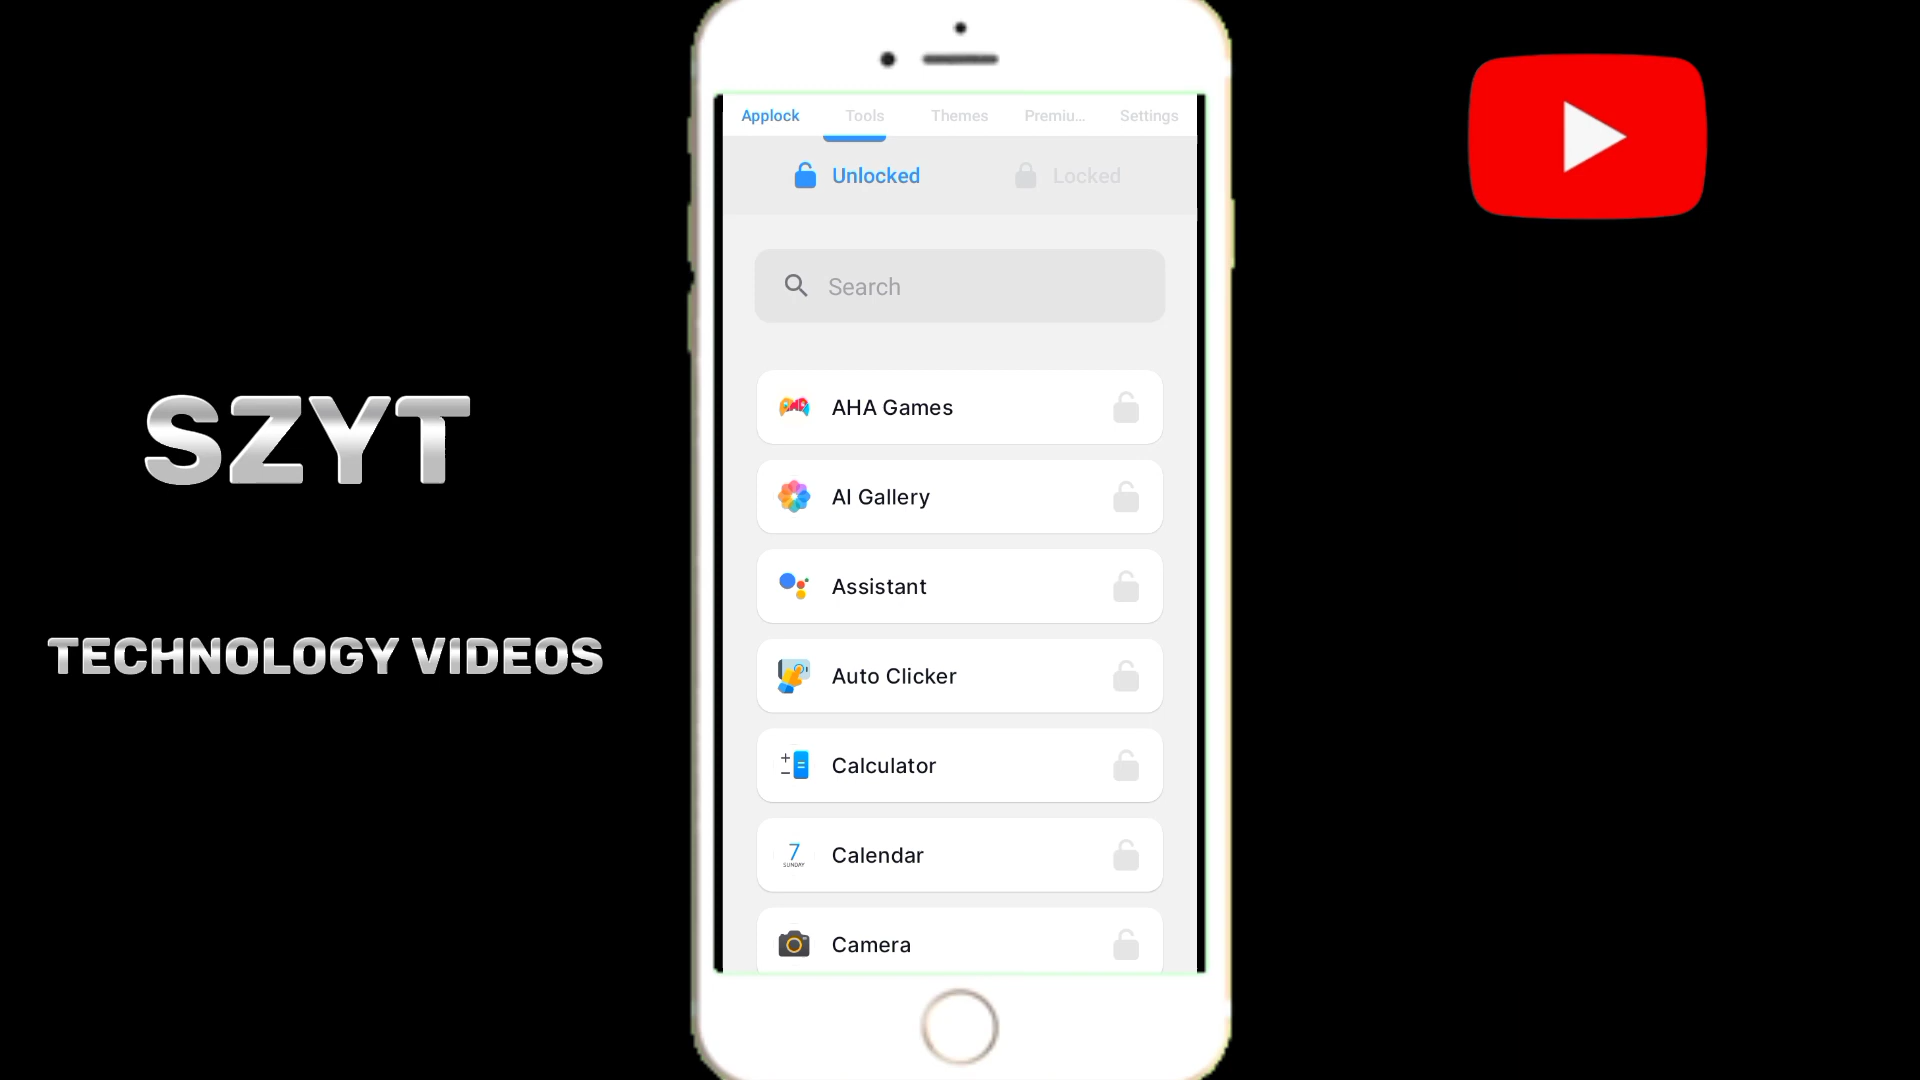 Applock Tools Themes Premiu... Settings
Unlocked Locked
Search
AHA Games
AI Gallery
Assistant
Auto Clicker
Calculator
7
SUNDAY
Calendar
Camera
SZYT
TECHNOLOGY VIDEOS